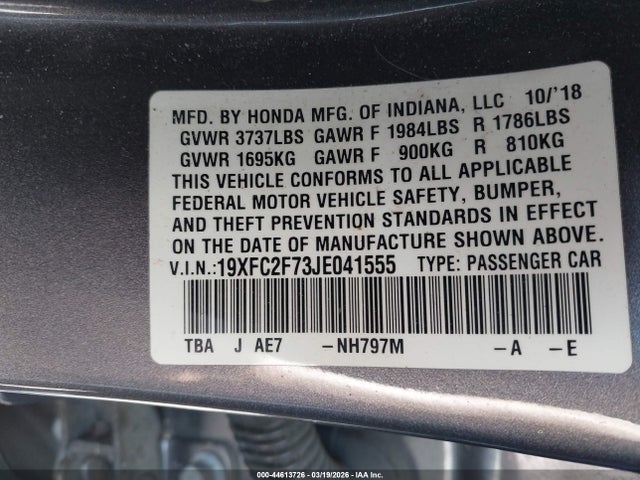 MFD. BY HONDA MFG. OF INDIANA, LLC 10/'18
GVWR 3737LBS GAWR F 1984LBS R 1786LBS
GVWR 1695KG GAWR F 900KG R 810KG
THIS VEHICLE CONFORMS TO ALL APPLICABLE
FEDERAL MOTOR VEHICLE SAFETY, BUMPER,
AND THEFT PREVENTION STANDARDS IN EFFECT
ON THE DATE OF MANUFACTURE SHOWN ABOVE.
V.I.N.:19XFC2F73JE041555 TYPE: PASSENGER CAR
TBA J AE7 -NH797M -A -E
000-44613726 - 03/19/2026 - IAA Inc.